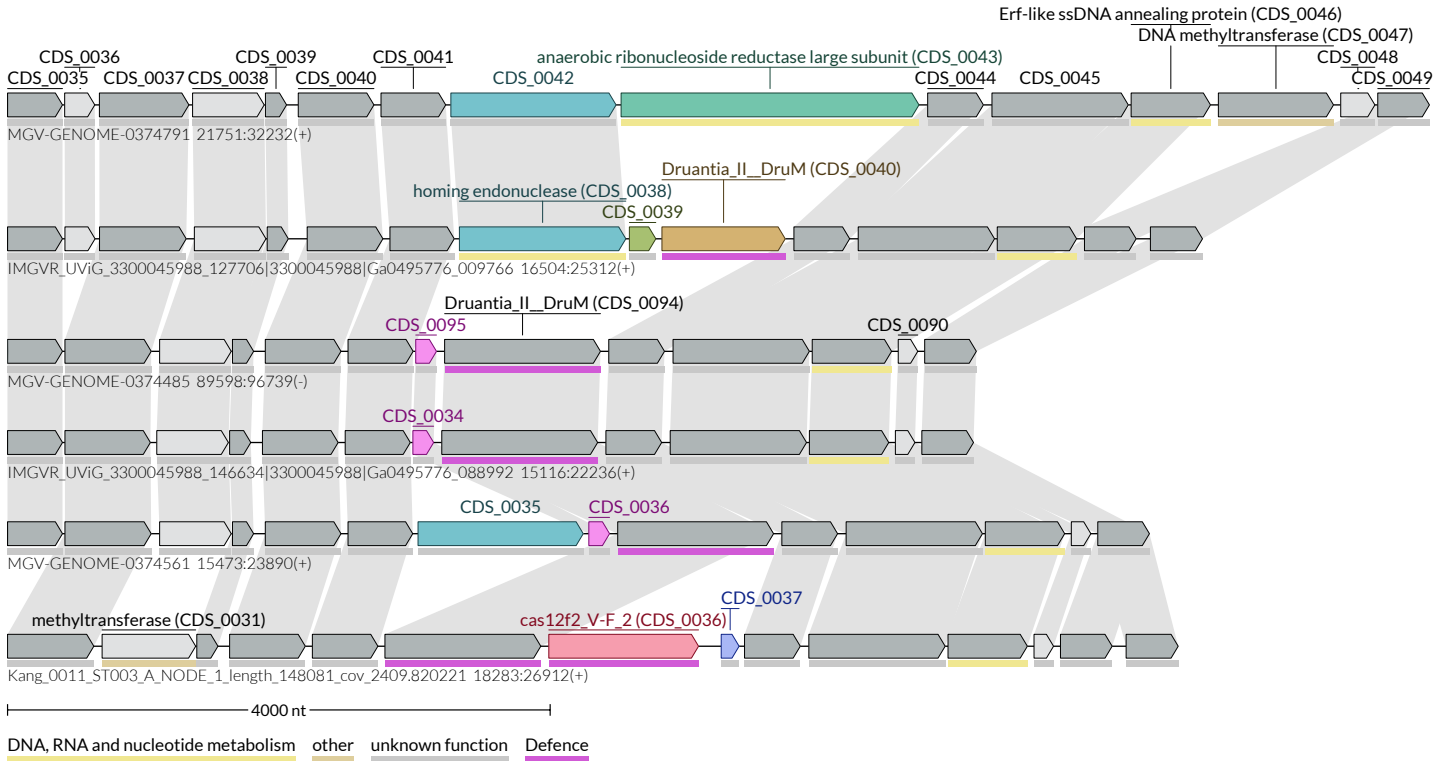 Erf-like ssDNA annealing protein (CDS_0046)
DNA methyltransferase (CDS_0047)
CDS_0036 CDS_0039 CDS_0041 anaerobic ribonucleoside reductase large subunit (CDS_0043) CDS_0048
CDS_0035 CDS_0037 CDS_0038 CDS_0040 CDS_0042 CDS_0044 CDS_0045 CDS_0049
MGV-GENOME-0374791 21751:32232(+)
Druantia_II__DruM (CDS_0040)
homing endonuclease (CDS_0038)
CDS_0039
IMGVR_UViG_3300045988_127706|3300045988|Ga0495776_009766 16504:25312(+)
Druantia_II__DruM (CDS_0094)
CDS_0095 CDS_0090
MGV-GENOME-0374485 89598:96739(-)
CDS_0034
IMGVR_UViG_3300045988_146634|3300045988|Ga0495776_088992 15116:22236(+)
CDS_0035 CDS_0036
MGV-GENOME-0374561 15473:23890(+)
CDS_0037
methyltransferase (CDS_0031) cas12f2_V-F_2 (CDS_0036)
Kang_0011_ST003_A_NODE_1_length_148081_cov_2409.820221 18283:26912(+)
4000 nt
DNA, RNA and nucleotide metabolism other unknown function Defence